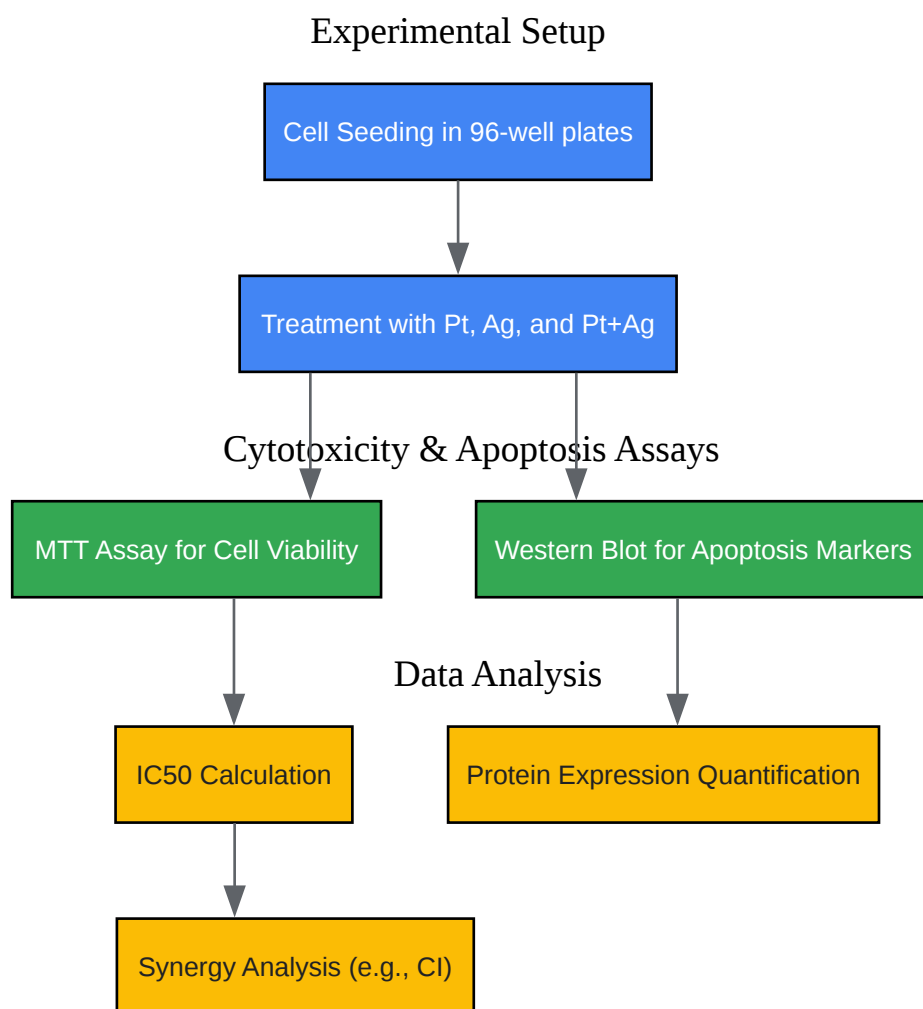 Experimental Setup
Cell Seeding in 96-well plates
Treatment with Pt, Ag, and Pt+Ag
Cytotoxicity & Apoptosis Assays
MTT Assay for Cell Viability
Western Blot for Apoptosis Markers
Data Analysis
IC50 Calculation
Protein Expression Quantification
Synergy Analysis (e.g., CI)